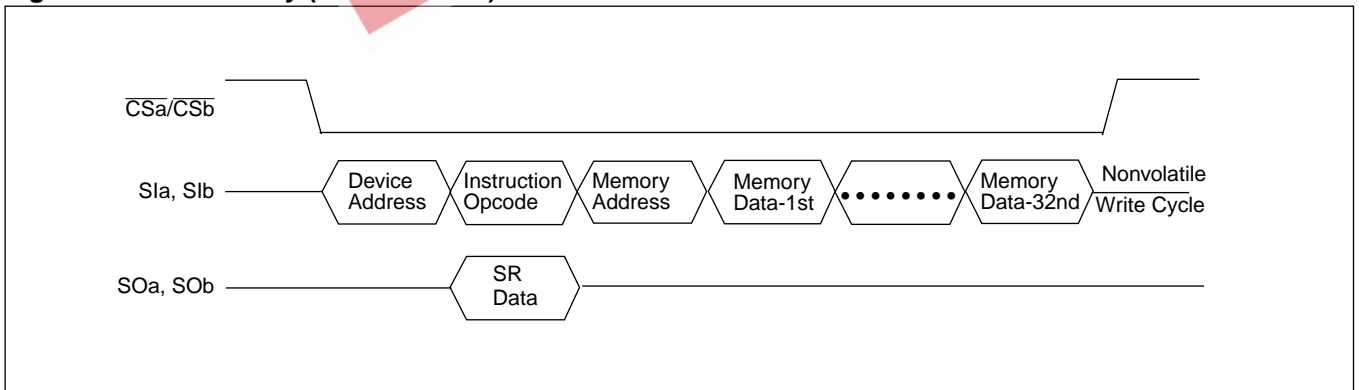 CSa/CSb
SIa, SIb
Device
Address
Instruction
Opcode
Memory
Address
Memory
Data-1st
••••••••
Memory
Data-32nd
Nonvolatile
Write Cycle
SOa, SOb
SR
Data